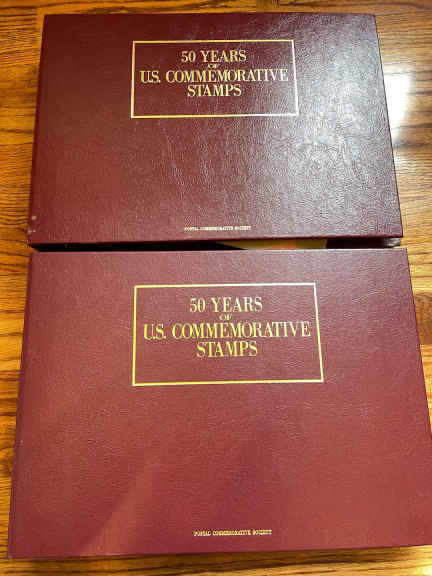 50 YEARS
OF
U.S. COMMEMORATIVE
STAMPS
POSTAL COMMEMORATIVE SOCIETY
50 YEARS
OF
U.S. COMMEMORATIVE
STAMPS
POSTAL COMMEMORATIVE SOCIETY